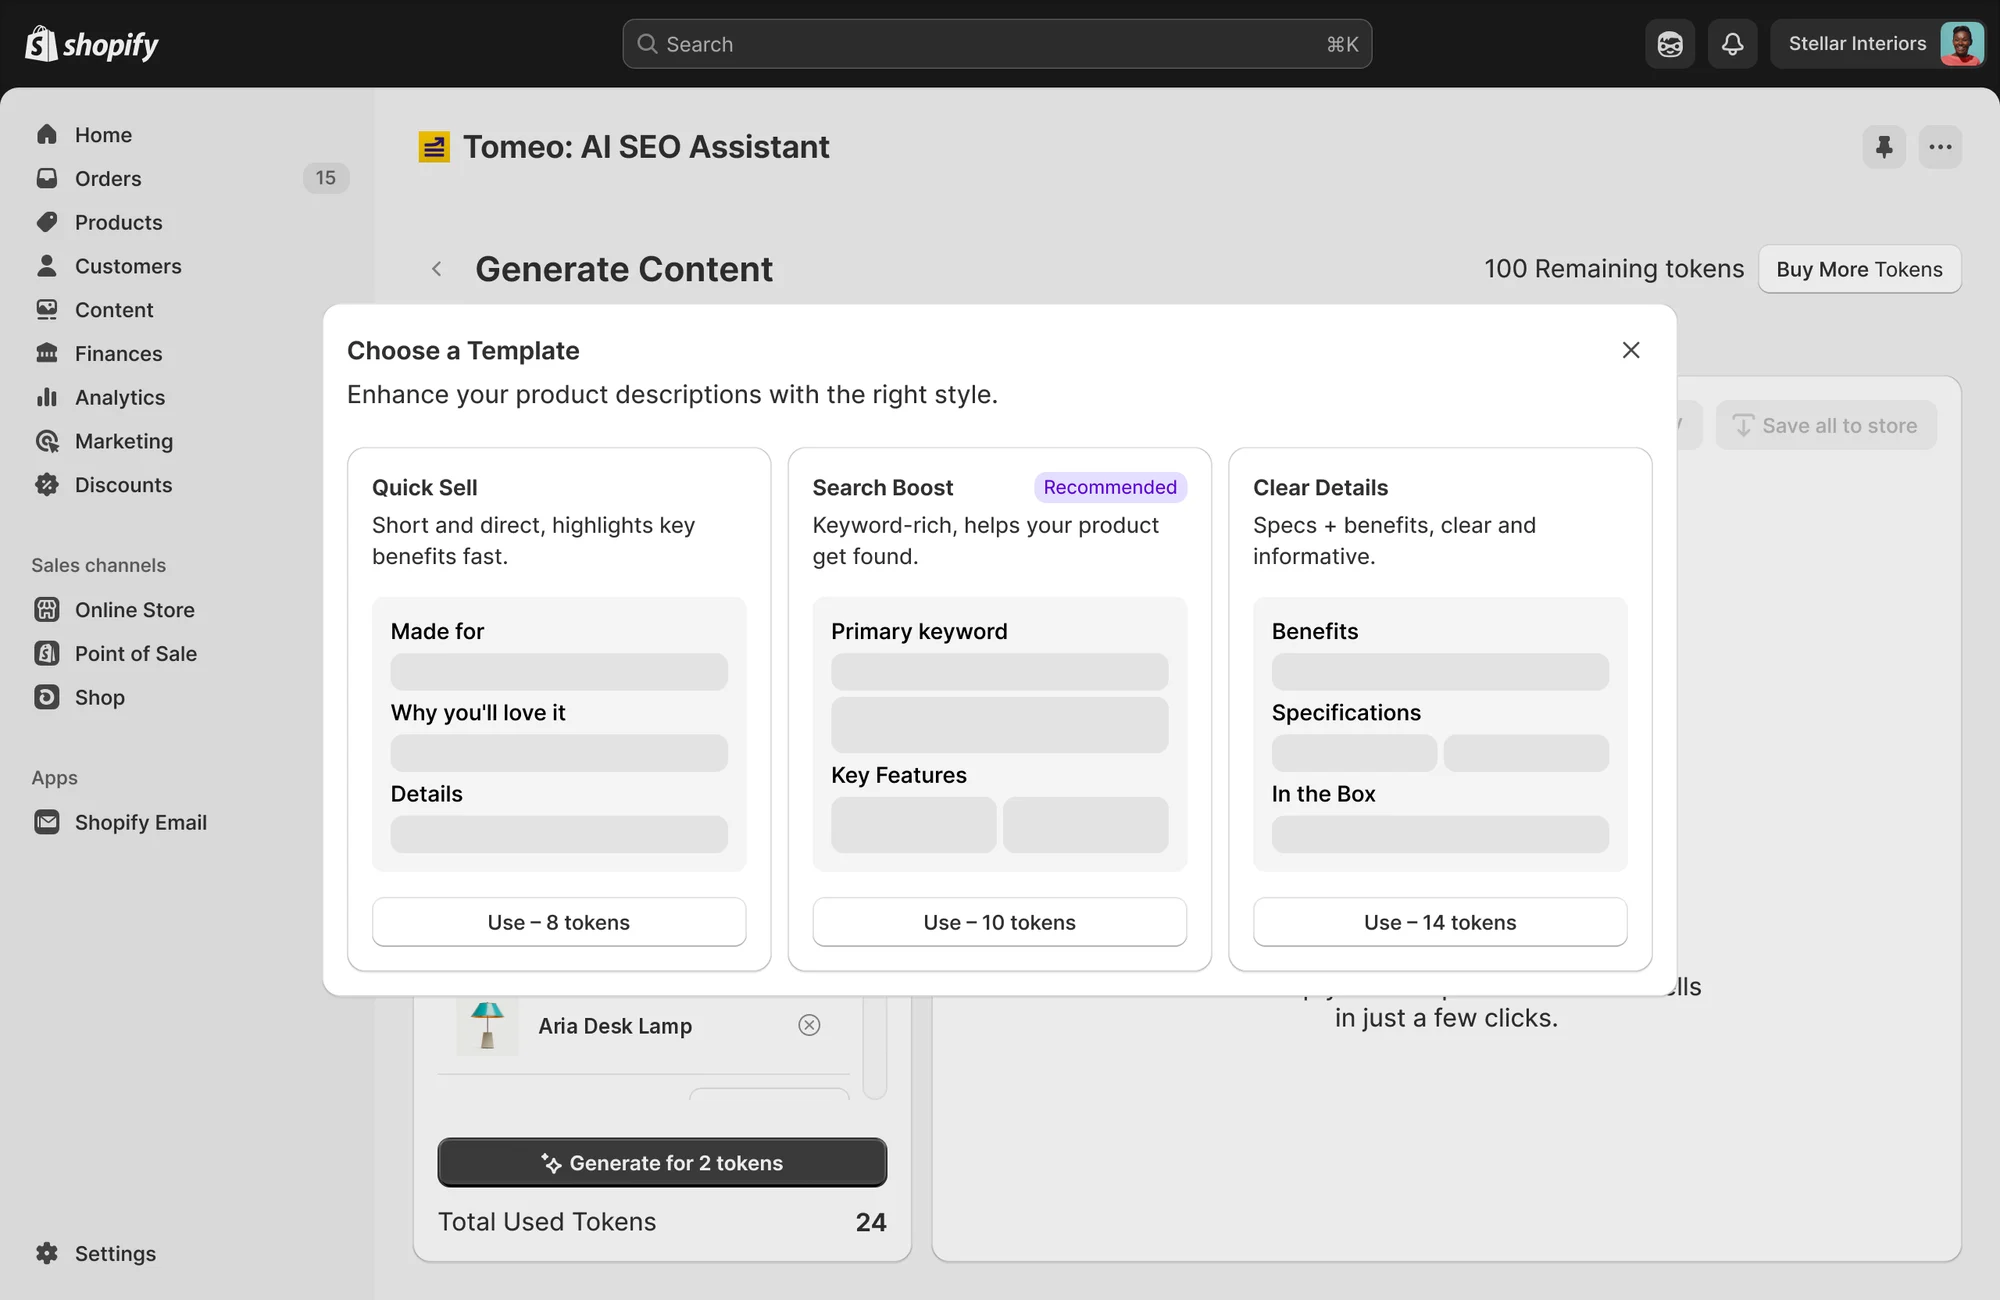 shopify
Search
⌘K
Stellar Interiors
Home
Orders
15
Products
Customers
Content
Finances
Analytics
Marketing
Discounts
Sales channels
Online Store
Point of Sale
Shop
Apps
Shopify Email
Settings
Tomeo: AI SEO Assistant
Generate Content
100 Remaining tokens
Buy More Tokens
Save all to store
Choose a Template
Enhance your product descriptions with the right style.
Quick Sell
Short and direct, highlights key
benefits fast.
Made for
Why you'll love it
Details
Use – 8 tokens
Search Boost
Recommended
Keyword-rich, helps your product
get found.
Primary keyword
Key Features
Use – 10 tokens
Clear Details
Specs + benefits, clear and
informative.
Benefits
Specifications
In the Box
Use – 14 tokens
in just a few clicks.
Aria Desk Lamp
Generate for 2 tokens
Total Used Tokens
24